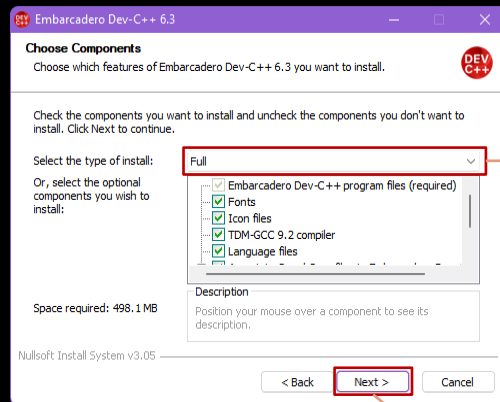 Embarcadero Dev-C++ 6.3
Choose Components
Choose which features of Embarcadero Dev-C++ 6.3 you want to install.
DEV
C++
Check the components you want to install and uncheck the components you don't want to
install. Click Next to continue.
Select the type of install:
Full
Or, select the optional
components you wish to
install:
Embarcadero Dev-C++ program files (required)
Fonts
Icon files
TDM-GCC 9.2 compiler
Language files
Space required: 498.1 MB
Description
Position your mouse over a component to see its
description.
Nullsoft Install System v3.05
< Back
Next >
Cancel